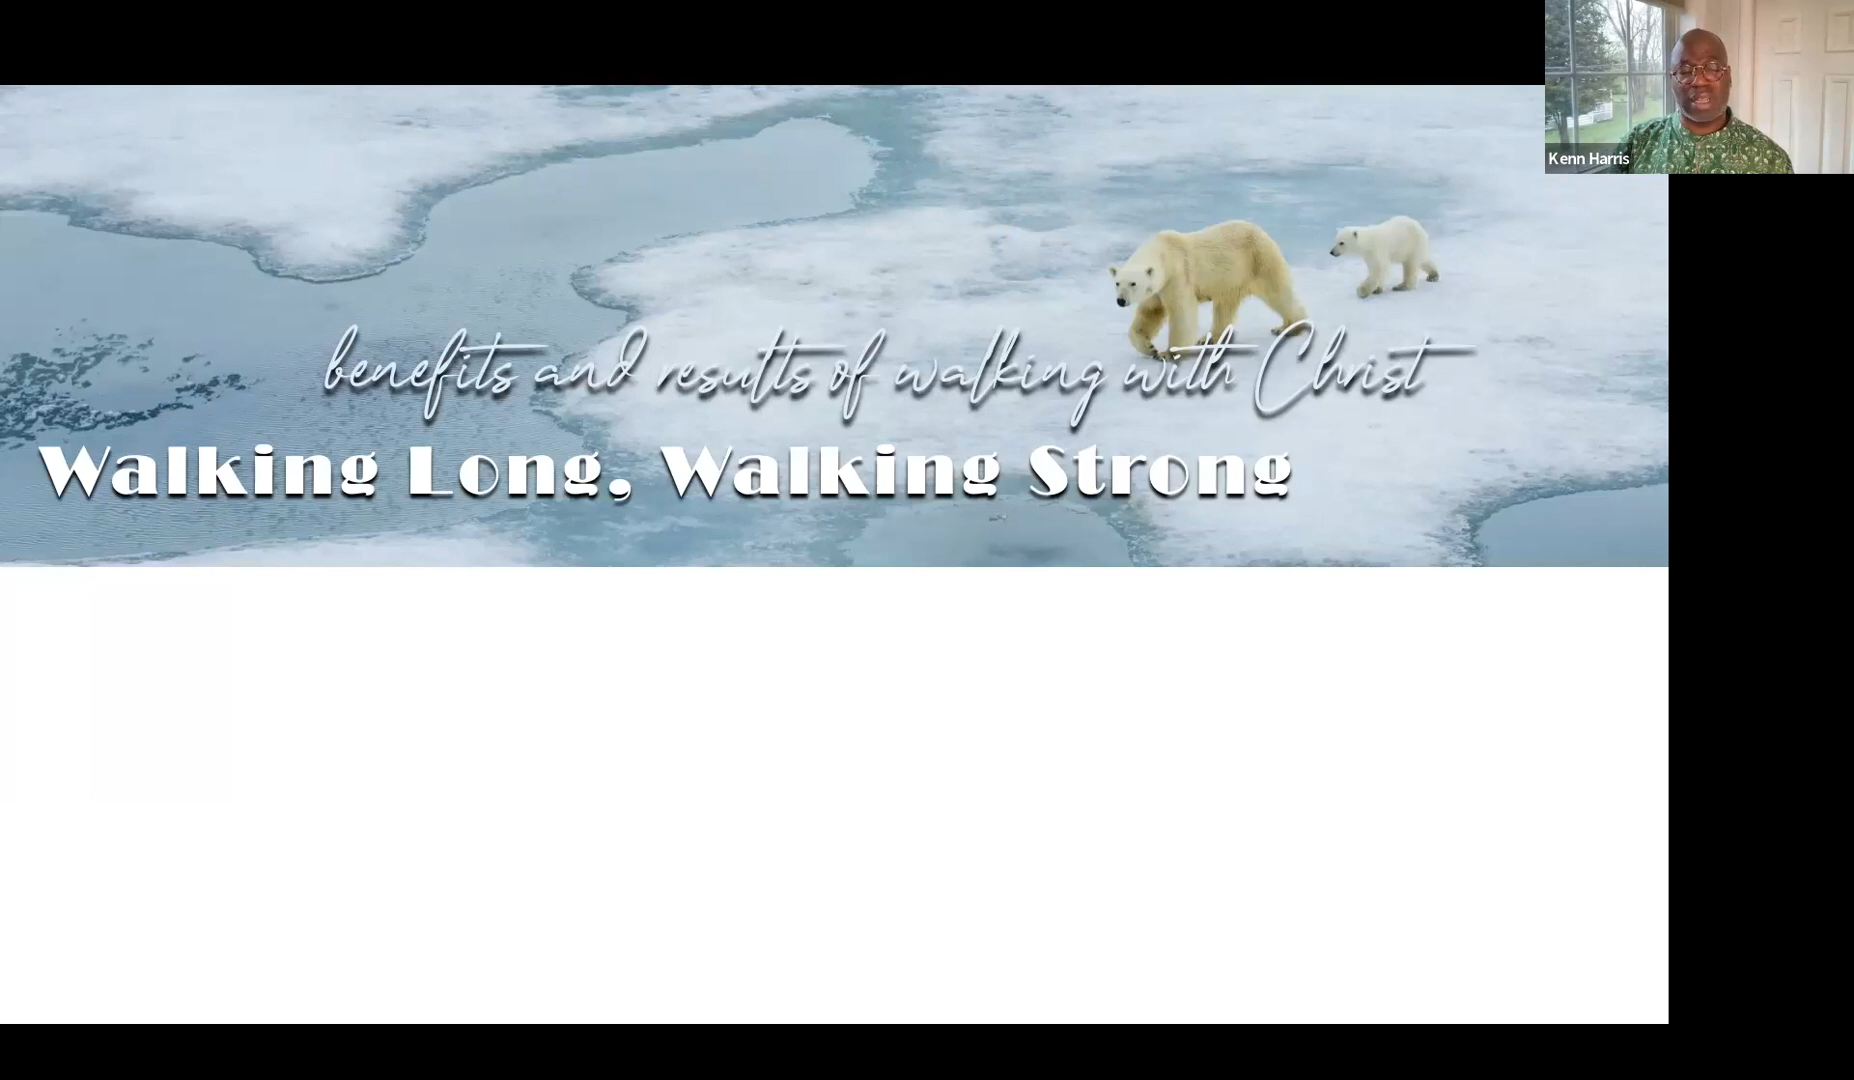 Kenn Harris
benefits and results of walking with Christ
Walking Long, Walking Strong